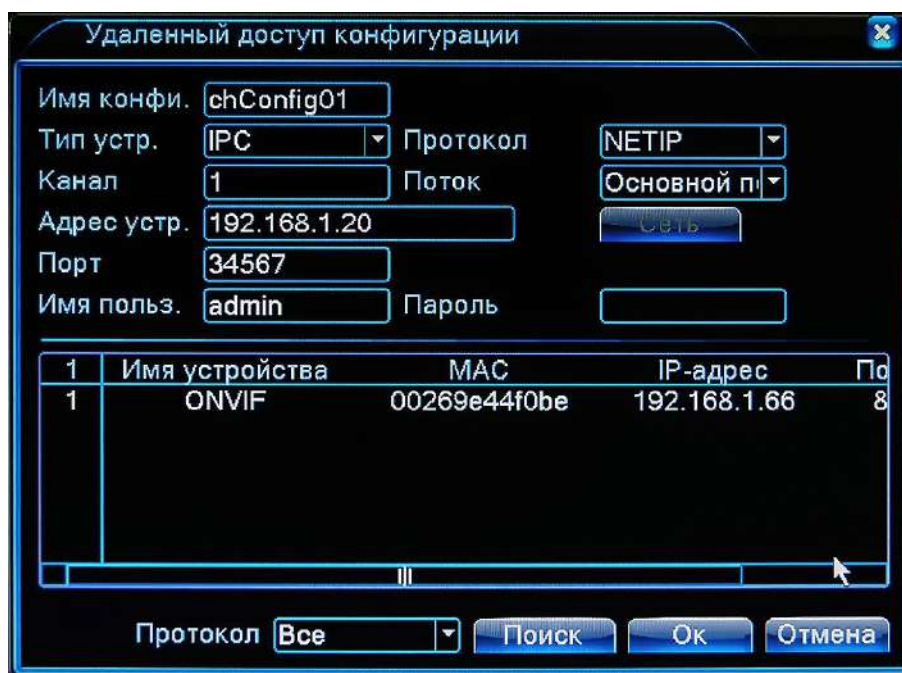 Удаленный доступ конфигурации
Имя конфи. chConfig01
Тип устр. IPC Протокол NETIP
Канал 1 Поток Основной п
Адрес устр. 192.168.1.20 Сеть
Порт 34567
Имя польз. admin Пароль
1 Имя устройства MAC IP-адрес По
1 ONVIF 00269e44f0be 192.168.1.66 8
Протокол Все Поиск Ок Отмена